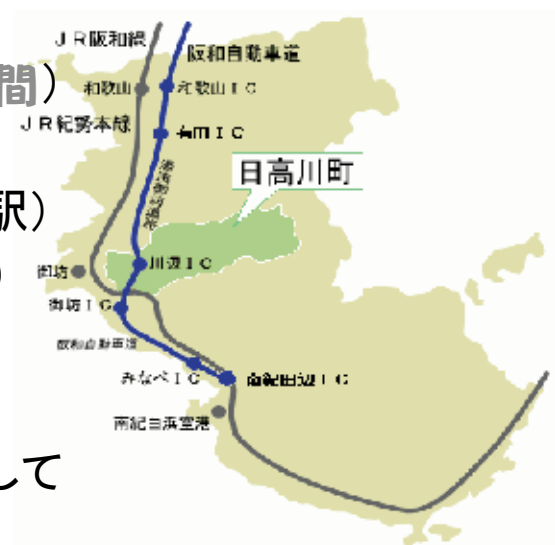 JR阪和線
阪和自動車道
間)
和歌山
和歌山IC
JR紀勢本線
有田IC
日高川町
駅)
川辺IC
)
御坊
御坊IC
阪和自動車道
みなべIC
南紀田辺IC
南紀白浜空港
して